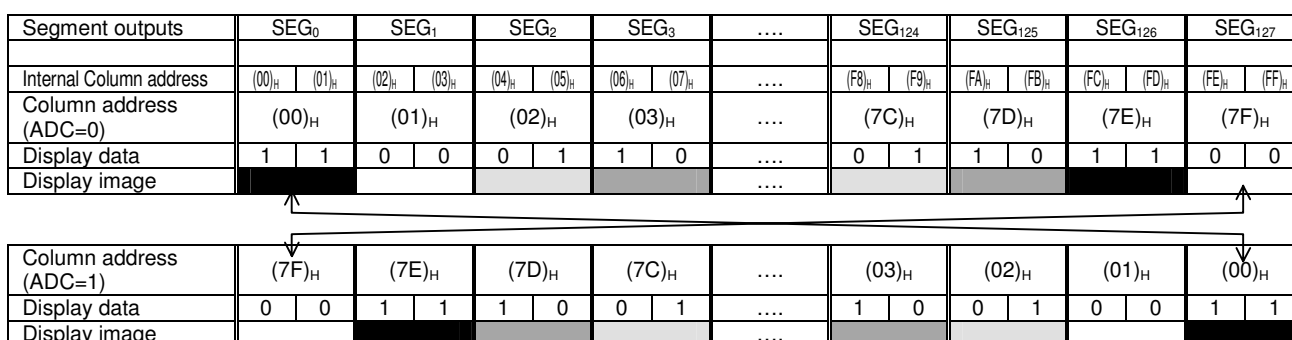 Segment outputs SEG0 SEG1 SEG2 SEG3 .... SEG124 SEG125 SEG126 SEG127
Internal Column address (00)H (01)H (02)H (03)H (04)H (05)H (06)H (07)H .... (F8)H (F9)H (FA)H (FB)H (FC)H (FD)H (FE)H (FF)H
Column address
(ADC=0) (00)H (01)H (02)H (03)H .... (7C)H (7D)H (7E)H (7F)H
Display data 1 1 0 0 0 1 1 0 .... 0 1 1 0 1 1 0 0
Display image ....
Column address
(ADC=1) (7F)H (7E)H (7D)H (7C)H .... (03)H (02)H (01)H (00)H
Display data 0 0 1 1 1 0 0 1 .... 1 0 0 1 0 0 1 1
Display image ....